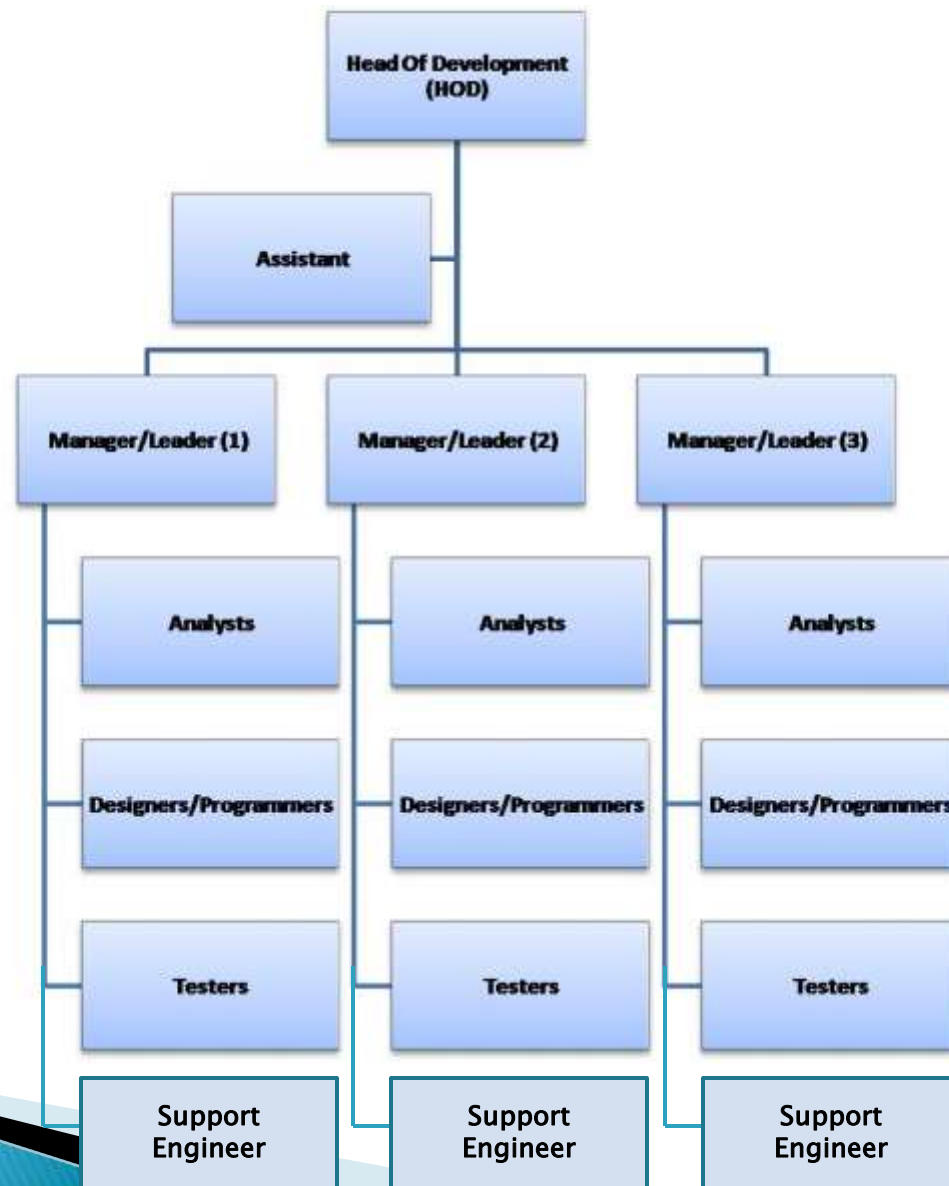 Head Of Development
(HOD)
Assistant
Manager/Leader (1)
Manager/Leader (2)
Manager/Leader (3)
Analysts
Analysts
Analysts
Designers/Programmers
Designers/Programmers
Designers/Programmers
Testers
Testers
Testers
Support
Engineer
Support
Engineer
Support
Engineer